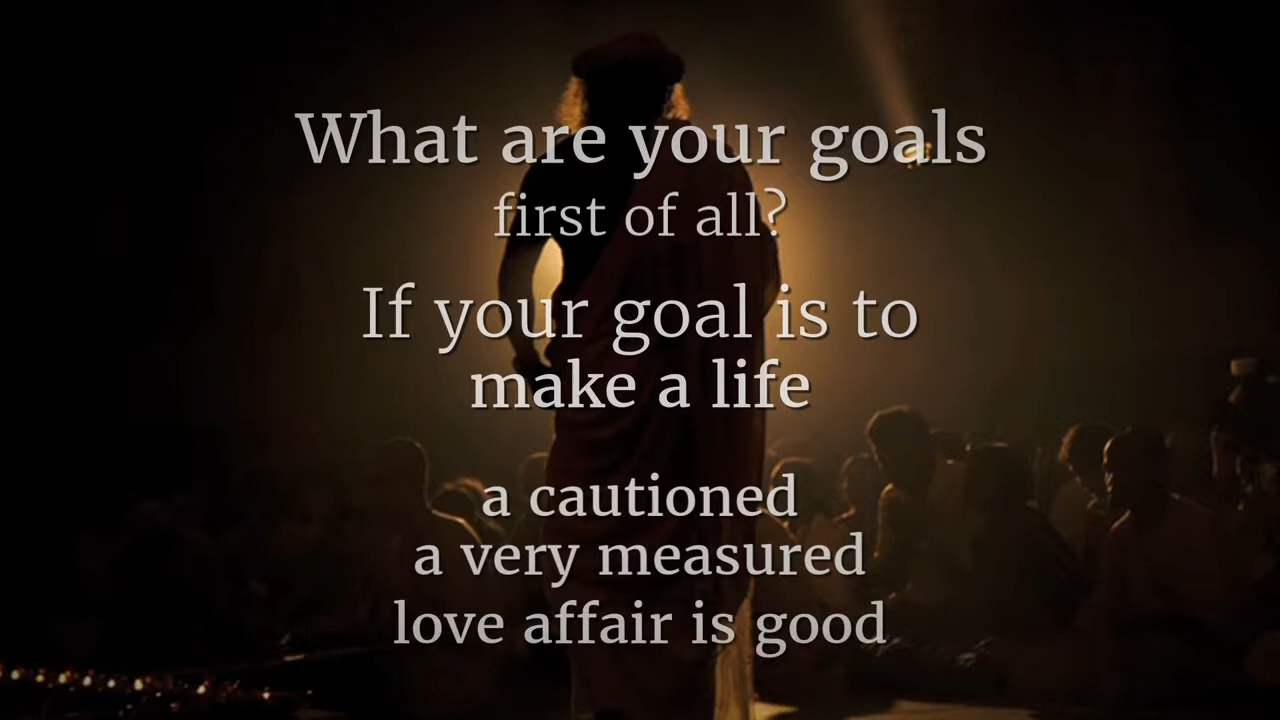 What are your goals
first of all?
If your goal is to
make a life
a cautioned
a very measured
love affair is good